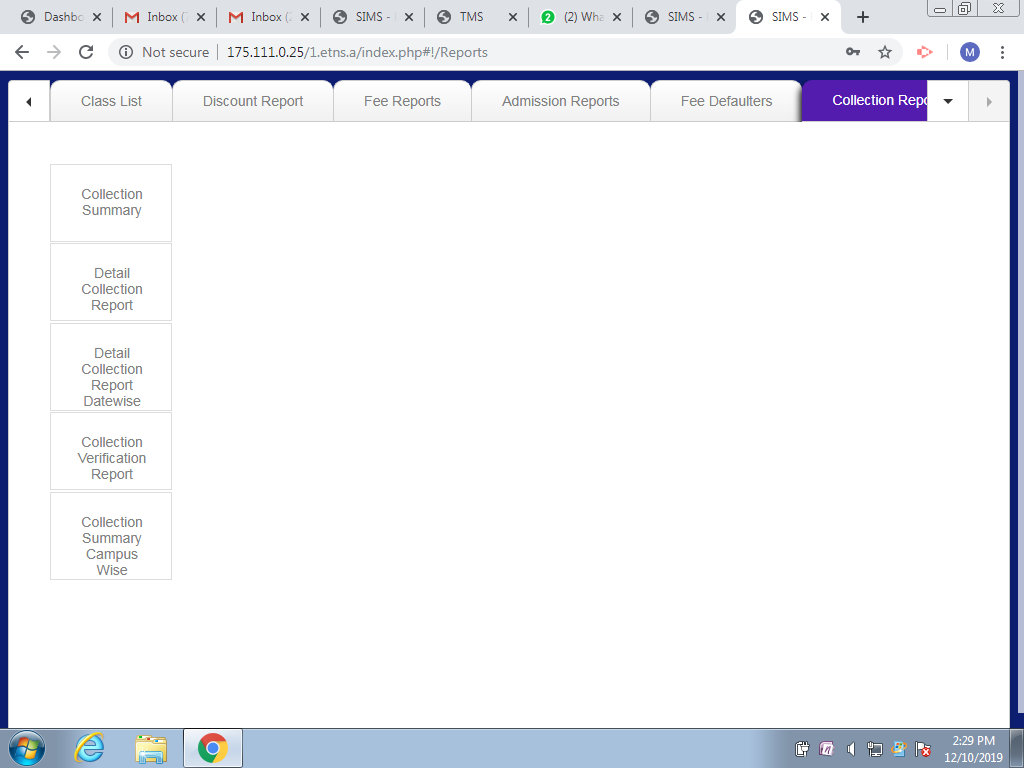 Dashbo
Inbox (
Inbox (
SIMS -
TMS
2
(2) Wha
SIMS -
SIMS -
Not secure
175.111.0.25/1.etns.a/index.php#!/Reports
M
Class List
Discount Report
Fee Reports
Admission Reports
Fee Defaulters
Collection Repo
Collection
Summary
Detail
Collection
Report
Detail
Collection
Report
Datewise
Collection
Verification
Report
Collection
Summary
Campus
Wise
2:29 PM
12/10/2019